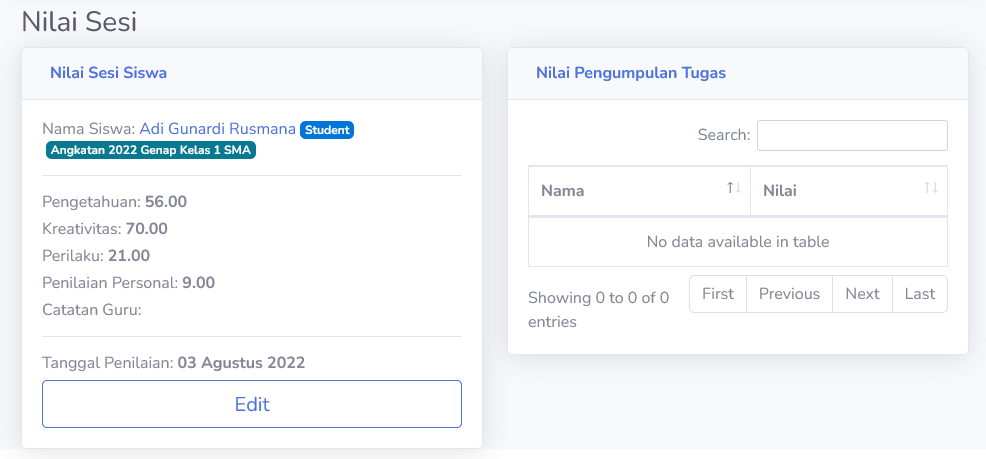 Nilai Sesi
Nilai Sesi Siswa
Nama Siswa: Adi Gunardi Rusmana Student
Angkatan 2022 Genap Kelas 1 SMA
Pengetahuan: 56.00
Kreativitas: 70.00
Perilaku: 21.00
Penilaian Personal: 9.00
Catatan Guru:
Tanggal Penilaian: 03 Agustus 2022
Edit
Nilai Pengumpulan Tugas
Search:
Nama Nilai
No data available in table
Showing 0 to 0 of 0
entries
First Previous Next Last